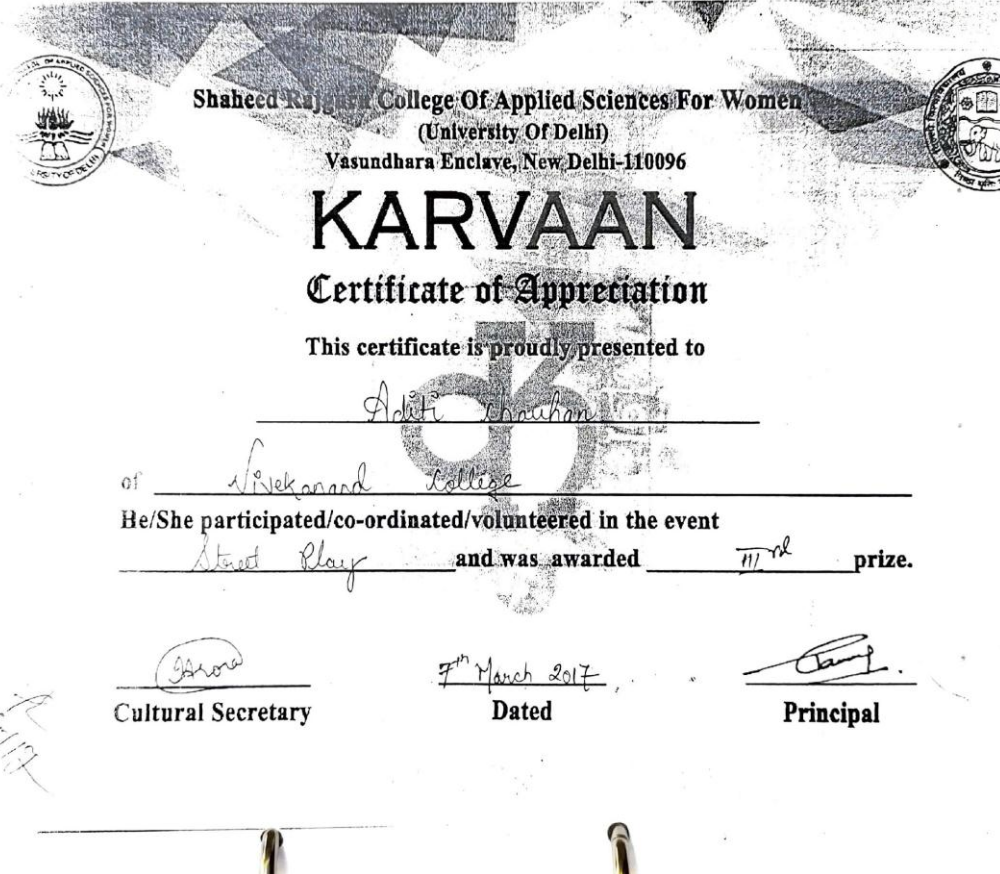 Shaheed Rajguru College Of Applied Sciences For Women
(University Of Delhi)
Vasundhara Enclave, New Delhi-110096
KARVAAN
Certificate of Appreciation
This certificate is proudly presented to
Aditi Chauhan
of Vivekanand College
He/She participated/co-ordinated/volunteered in the event
Street Play and was awarded IIIrd prize.
7th March 2017
Cultural Secretary Dated Principal